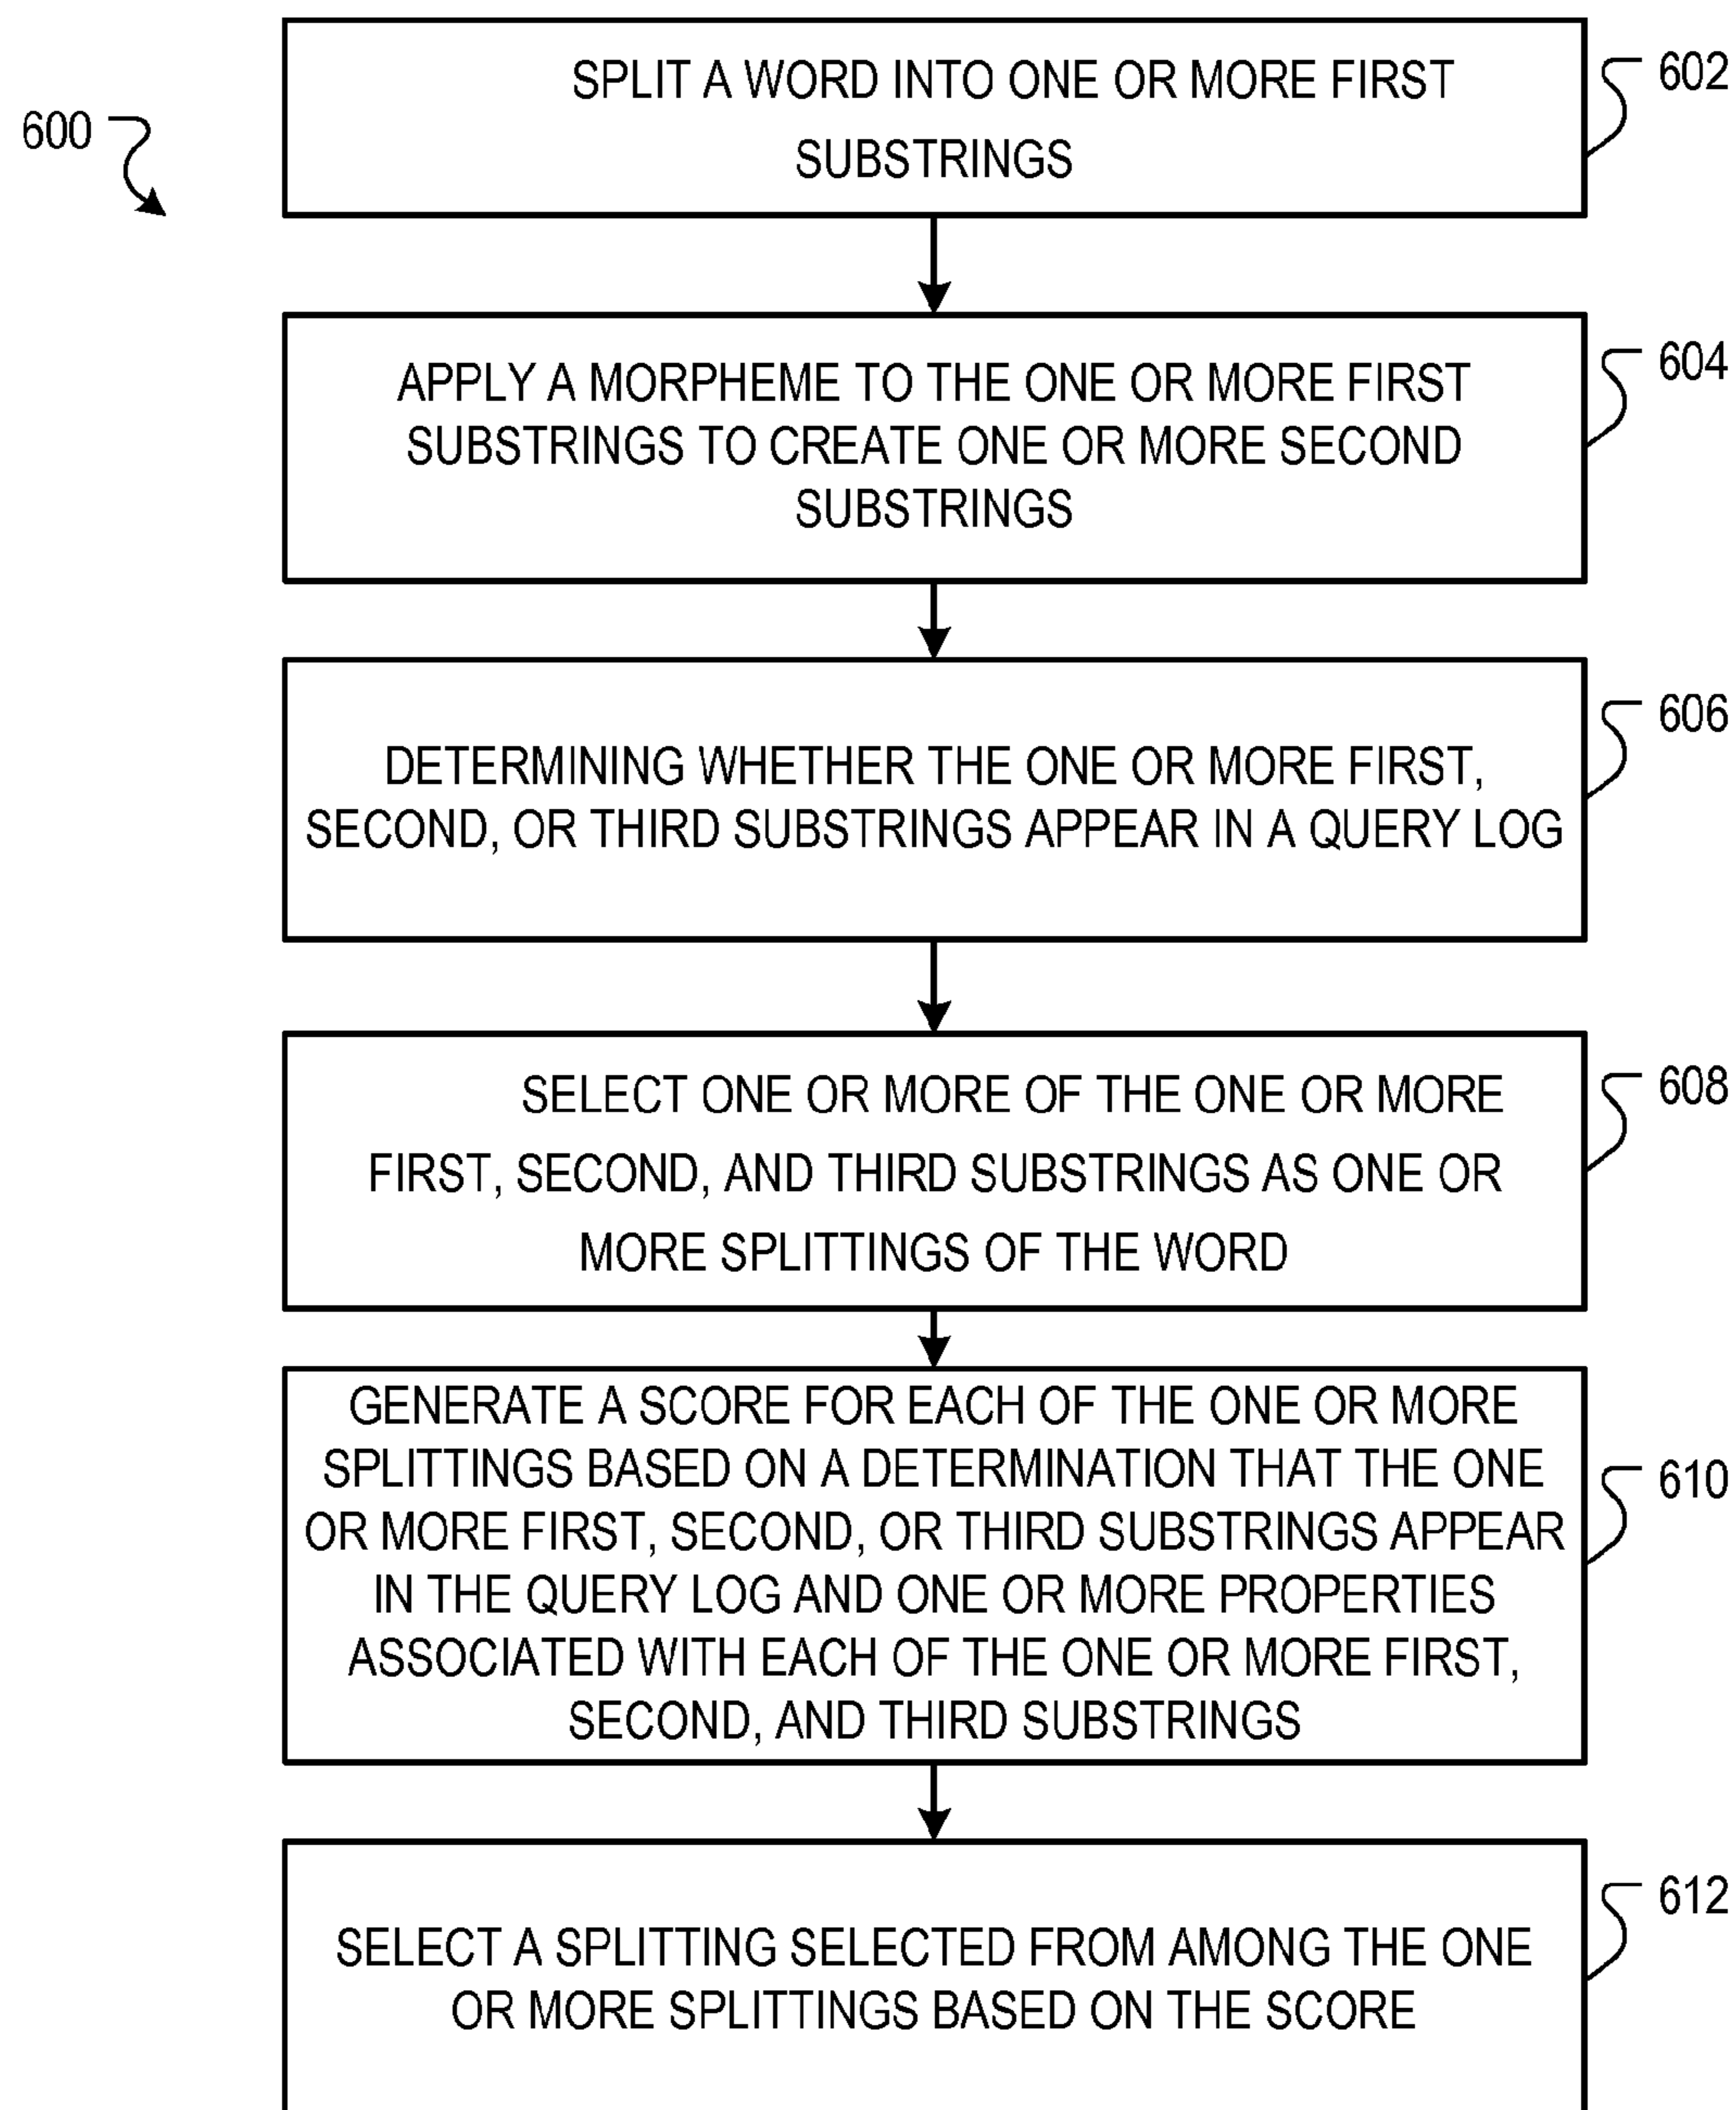 SPLIT A WORD INTO ONE OR MORE FIRST
SUBSTRINGS
602
600
APPLY A MORPHEME TO THE ONE OR MORE FIRST
SUBSTRINGS TO CREATE ONE OR MORE SECOND
SUBSTRINGS
604
DETERMINING WHETHER THE ONE OR MORE FIRST,
SECOND, OR THIRD SUBSTRINGS APPEAR IN A QUERY LOG
606
SELECT ONE OR MORE OF THE ONE OR MORE
FIRST, SECOND, AND THIRD SUBSTRINGS AS ONE OR
MORE SPLITTINGS OF THE WORD
608
GENERATE A SCORE FOR EACH OF THE ONE OR MORE
SPLITTINGS BASED ON A DETERMINATION THAT THE ONE
OR MORE FIRST, SECOND, OR THIRD SUBSTRINGS APPEAR
IN THE QUERY LOG AND ONE OR MORE PROPERTIES
ASSOCIATED WITH EACH OF THE ONE OR MORE FIRST,
SECOND, AND THIRD SUBSTRINGS
610
SELECT A SPLITTING SELECTED FROM AMONG THE ONE
OR MORE SPLITTINGS BASED ON THE SCORE
612